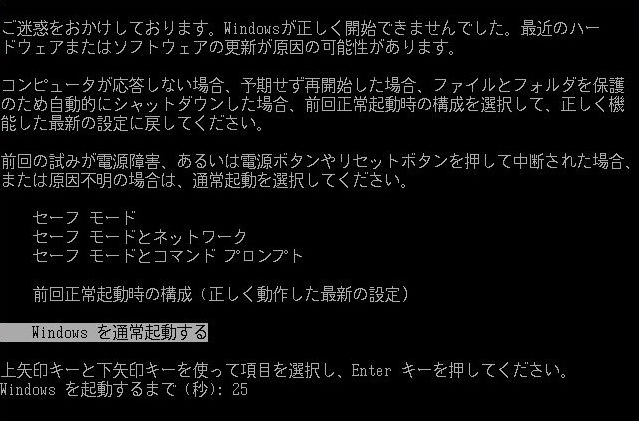 ご迷惑をおかけしております。Windowsが正しく開始できませんでした。最近のハー
ドウェアまたはソフトウェアの更新が原因の可能性があります。
コンピュータが応答しない場合、予期せず再開始した場合、ファイルとフォルダを保護
のため自動的にシャットダウンした場合、前回正常起動時の構成を選択して、正しく機
能した最新の設定に戻してください。
前回の試みが電源障害、あるいは電源ボタンやリセットボタンを押して中断された場合、
または原因不明の場合は、通常起動を選択してください。
セーフ モード
セーフ モードとネットワーク
セーフ モードとコマンド プロンプト
前回正常起動時の構成（正しく動作した最新の設定）
Windows を通常起動する
上矢印キーと下矢印キーを使って項目を選択し、Enter キーを押してください。
Windows を起動するまで（秒）: 25